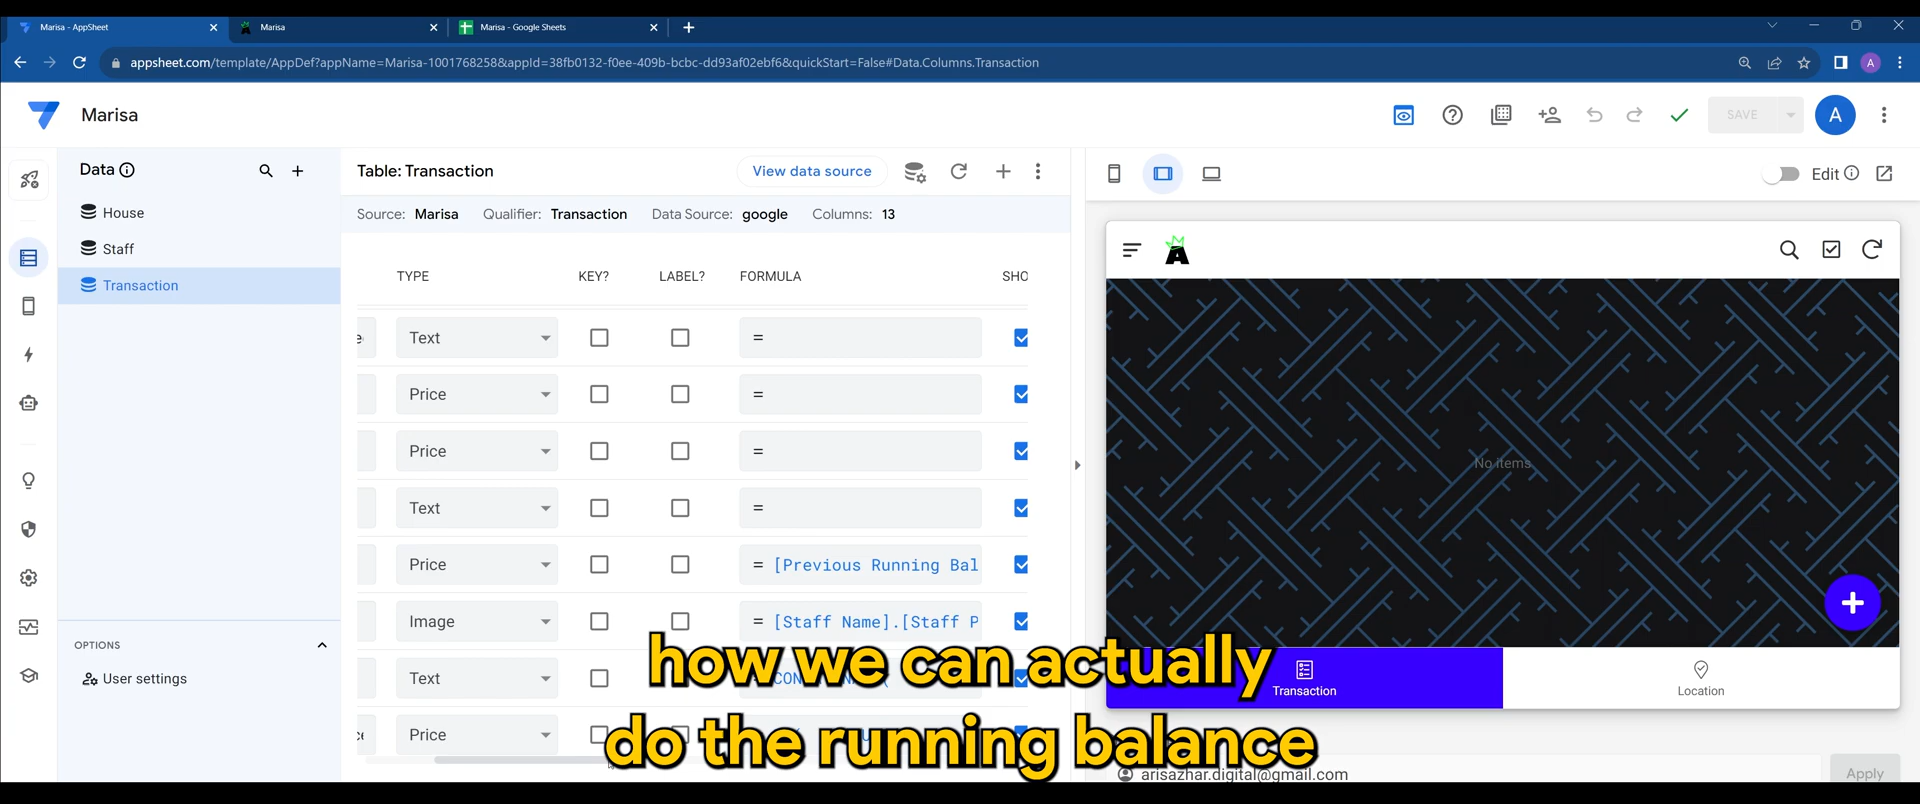 Marisa - AppSheet
Marisa
Marisa - Google Sheets
appsheet.com/template/AppDef?appName=Marisa-1001768258&appId=38fb0132-f0ee-409b-bcbc-dd93af02ebf6&quickStart=False#Data.Columns.Transaction
A
Marisa
SAVE
A
Data
House
Staff
Transaction
OPTIONS
User settings
Table: Transaction
View data source
Source: Marisa
Qualifier: Transaction
Data Source: google
Columns: 13
TYPE
KEY?
LABEL?
FORMULA
SHO
Text
=
Price
=
Price
=
Text
=
Price
= [Previous Running Bal
Image
= [Staff Name].[Staff P
Text
Price
Edit
A
No items
Transaction
Location
arisazhar.digital@gmail.com
Apply
how we can actually
do the running balance